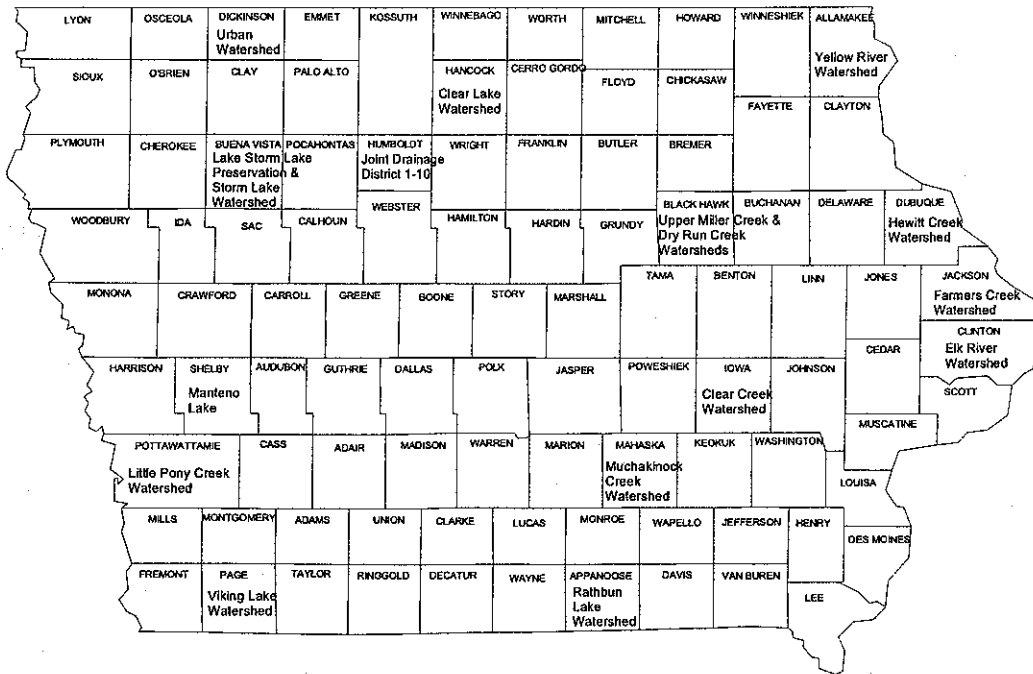 LYON
OSCEOLA
DICKINSON
Urban
Watershed
EMMET
KOSSUTH
WINNEBAGO
WORTH
MITCHELL
HOWARD
WINNESHIEK
ALLAMAKEE
Yellow River
Watershed
SIOUX
O'BRIEN
CLAY
PALO ALTO
HANCOCK
Clear Lake
Watershed
CERRO GORDO
FLOYD
CHICKASAW
FAYETTE
CLAYTON
PLYMOUTH
CHEROKEE
BUENA VISTA
Lake Storm Lake
Preservation &
Storm Lake
Watershed
POCAHONTAS
HUMBOLDT
Joint Drainage
District 1-10
WRIGHT
FRANKLIN
BUTLER
BREMER
WOODBURY
IDA
SAC
CALHOUN
WEBSTER
HAMILTON
HARDIN
GRUNDY
BLACK HAWK
Upper Miller Creek &
Dry Run Creek
Watersheds
BUCHANAN
DELAWARE
DUBUQUE
Hewitt Creek
Watershed
MONONA
CRAWFORD
CARROLL
GREENE
BOONE
STORY
MARSHALL
TAMA
BENTON
LINN
JONES
JACKSON
Farmers Creek
Watershed
CLINTON
Elk River
Watershed
CEDAR
HARRISON
SHELBY
Manteno
Lake
AUDUBON
GUTHRIE
DALLAS
POLK
JASPER
POWESHIEK
IOWA
Clear Creek
Watershed
JOHNSON
SCOTT
MUSCATINE
POTTAWATTAMIE
Little Pony Creek
Watershed
CASS
ADAIR
MADISON
WARREN
MARION
MAHASKA
Muchakinock
Creek
Watershed
KEOKUK
WASHINGTON
LOUISA
MILLS
MONTGOMERY
ADAMS
UNION
CLARKE
LUCAS
MONROE
WAPELLO
JEFFERSON
HENRY
DES MOINES
FREMONT
PAGE
Viking Lake
Watershed
TAYLOR
RINGGOLD
DECATUR
WAYNE
APPANOOSE
Rathbun
Lake
Watershed
DAVIS
VAN BUREN
LEE